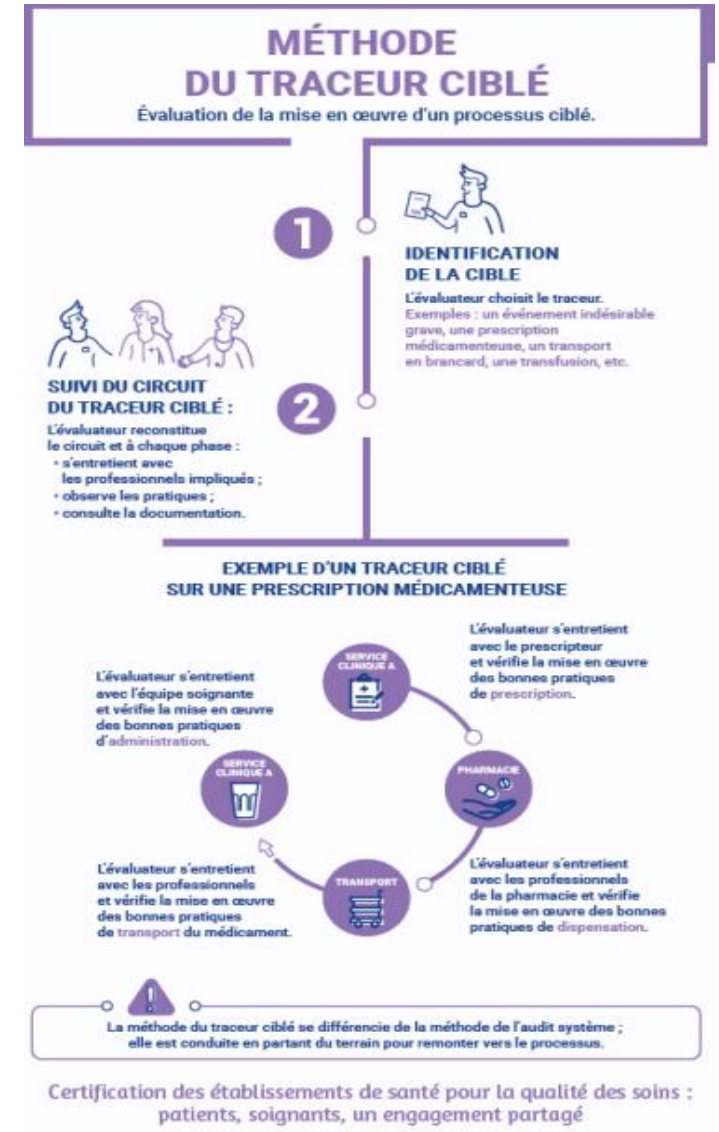 MÉTHODE
DU TRACEUR CIBLÉ
Évaluation de la mise en œuvre d'un processus ciblé.
1
IDENTIFICATION
DE LA CIBLE
L'évaluateur choisit le traceur.
Exemples : un événement indésirable
grave, une prescription
médicamenteuse, un transport
en brancard, une transfusion, etc.
2
SUIVI DU CIRCUIT
DU TRACEUR CIBLÉ :
L'évaluateur reconstitue
le circuit et à chaque phase :
• s'entretient avec
les professionnels impliqués ;
• observe les pratiques ;
• consulte la documentation.
EXEMPLE D'UN TRACEUR CIBLÉ
SUR UNE PRESCRIPTION MÉDICAMENTEUSE
SERVICE
CLINIQUE A
L'évaluateur s'entretient
avec le prescripteur
et vérifie la mise en œuvre
des bonnes pratiques
de prescription.
L'évaluateur s'entretient
avec l'équipe soignante
et vérifie la mise en œuvre
des bonnes pratiques
d'administration.
SERVICE
CLINIQUE A
PHARMACIE
L'évaluateur s'entretient
avec les professionnels
et vérifie la mise en œuvre
des bonnes pratiques
de transport du médicament.
TRANSPORT
L'évaluateur s'entretient
avec les professionnels
de la pharmacie et vérifie
la mise en œuvre des bonnes
pratiques de dispensation.
!
La méthode du traceur ciblé se différencie de la méthode de l'audit système ;
elle est conduite en partant du terrain pour remonter vers le processus.
Certification des établissements de santé pour la qualité des soins :
patients, soignants, un engagement partagé